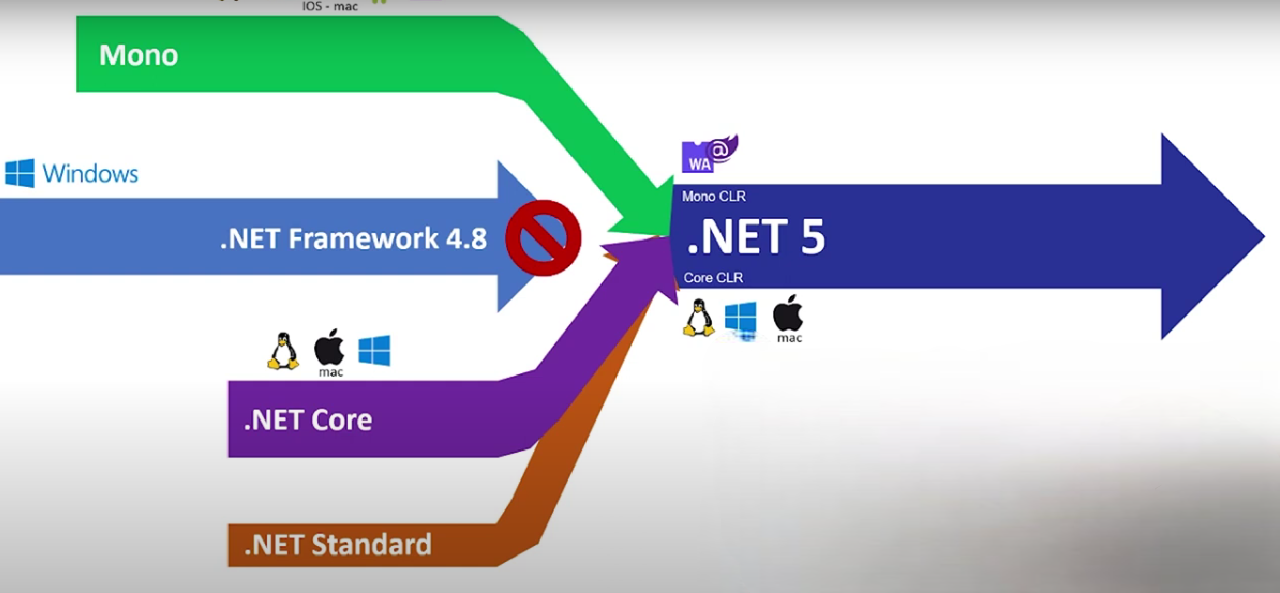 IOS - mac
Mono
Windows
.NET Framework 4.8
WA
Mono CLR
.NET 5
Core CLR
mac
mac
.NET Core
.NET Standard